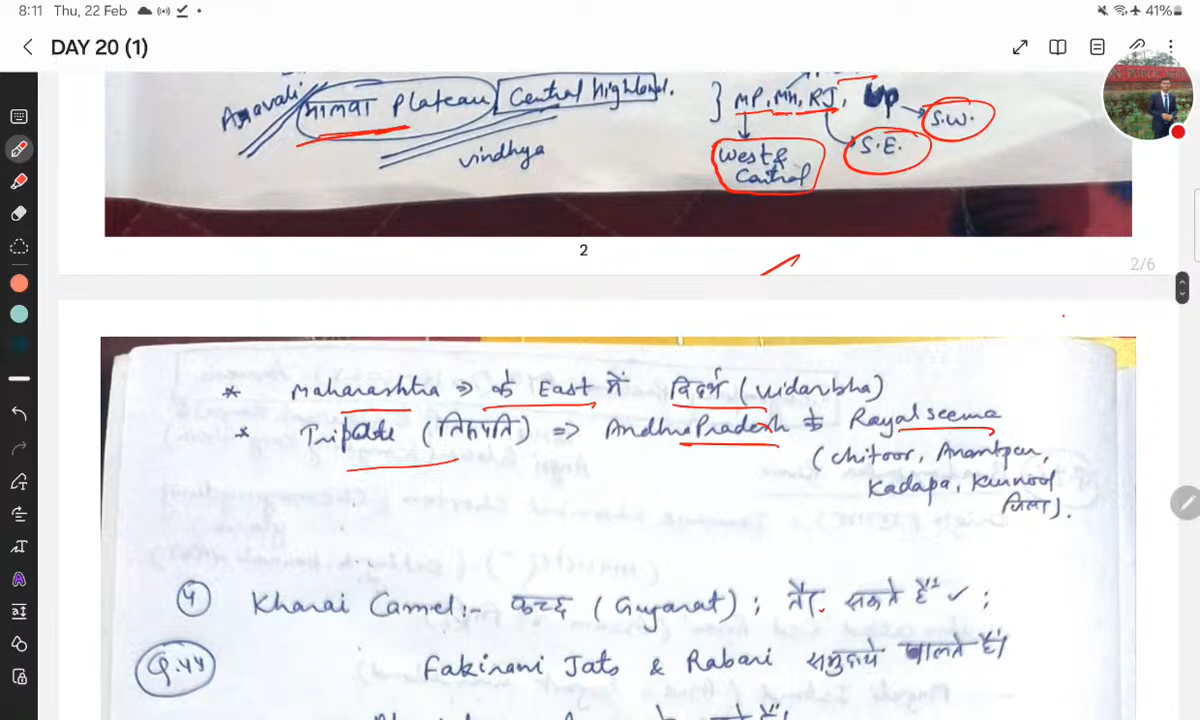 8:11 Thu, 22 Feb
41%
DAY 20 (1)
Aravali
मालवा Plateau
Central highland.
} MP, MH, RJ, UP
S.W.
S.E.
West & Central
vindhya
2
2/6
* Maharashtra ⇒ के East में विदर्भ (Vidarbha)
* (तिरुपति) ⇒ Andhra Pradesh के Rayalseema
(Chitoor, Anantpur,
Kadapa, Kurnool
जिला).
Kharai Camel:- कच्छ (Gujarat); तैर सकते हैं ✓;
Q.44
Fakirani Jats & Rabari समुदाय पालते हैं।